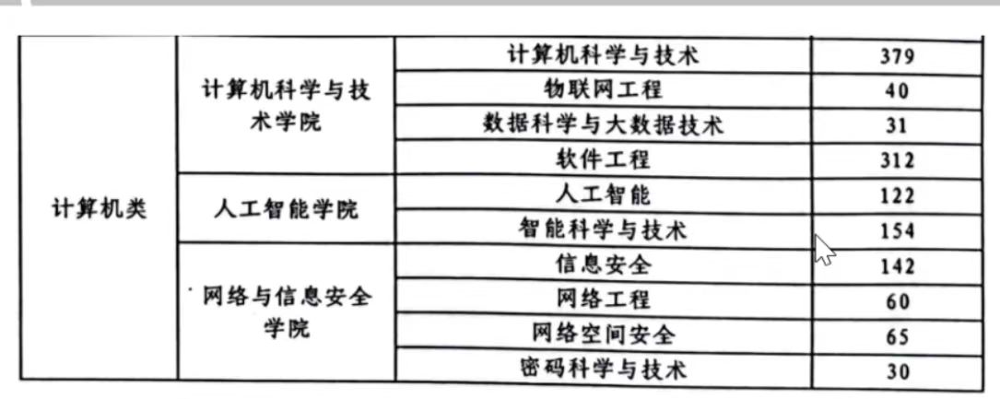 计算机类
计算机科学与技
术学院
计算机科学与技术 379
物联网工程 40
数据科学与大数据技术 31
软件工程 312
人工智能学院
人工智能 122
智能科学与技术 154
网络与信息安全
学院
信息安全 142
网络工程 60
网络空间安全 65
密码科学与技术 30